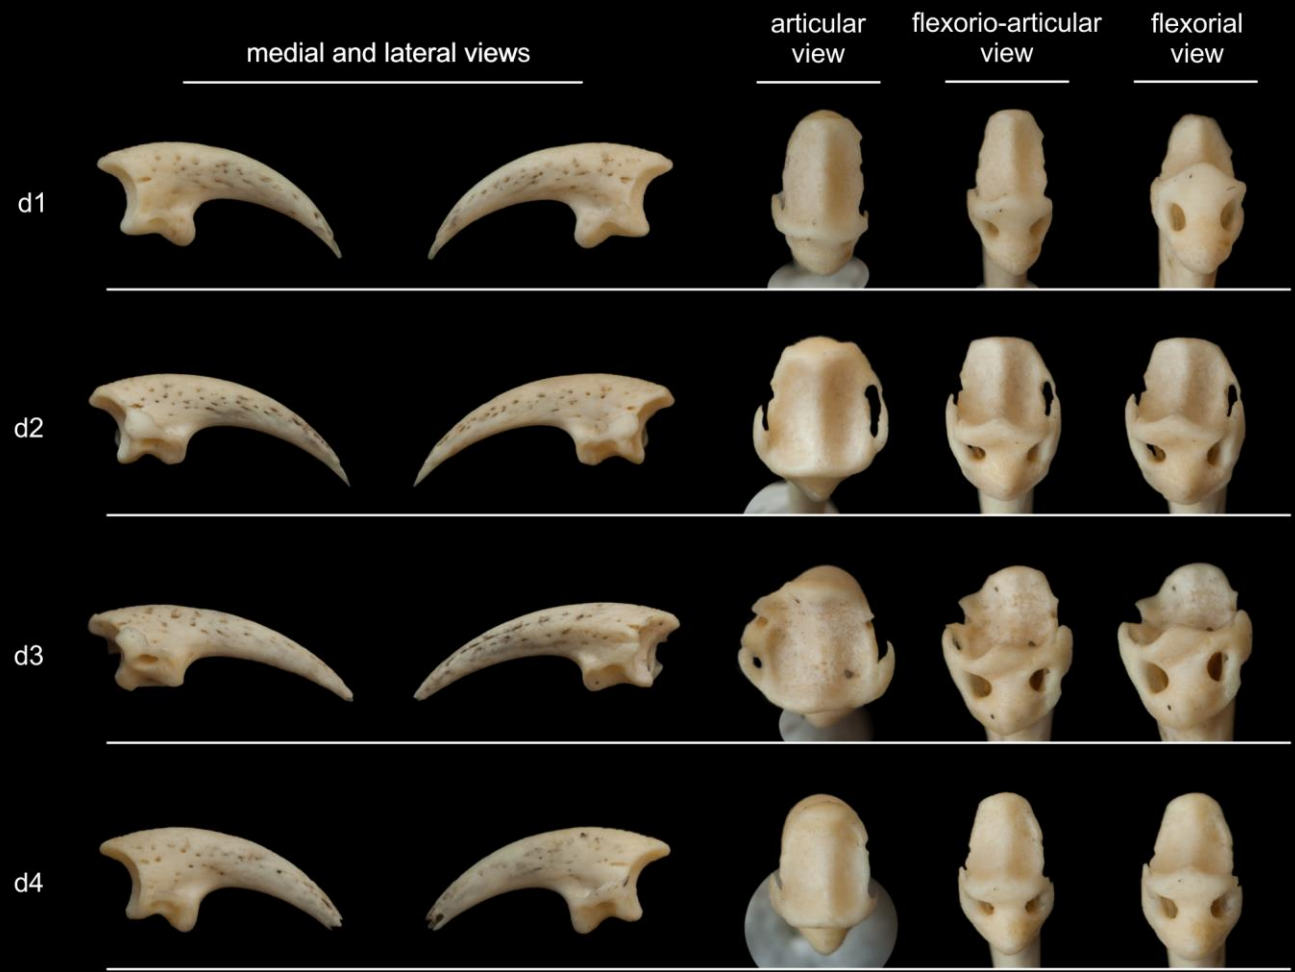 medial and lateral views
articular
view
flexorio-articular
view
flexorial
view
d1
d2
d3
d4